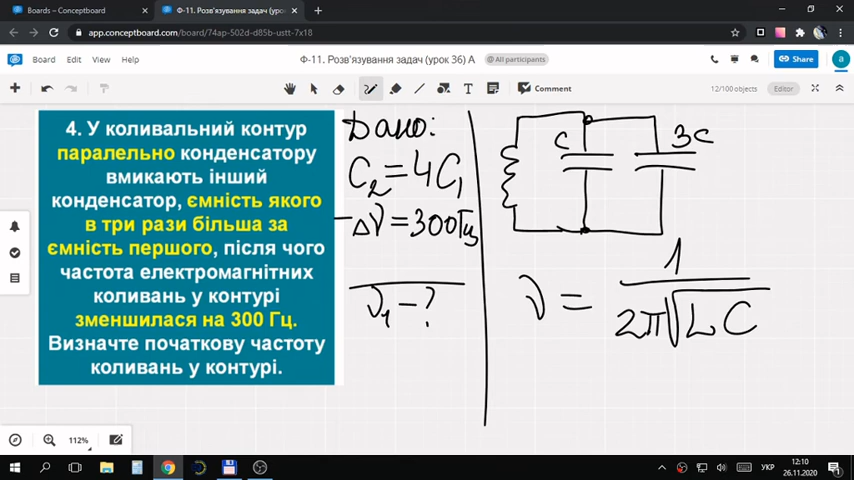 Boards – Conceptboard
Ф-11. Розв'язування задач (уро
app.conceptboard.com/board/74ap-502d-d85b-ustt-7x18
Board Edit View Help
Ф-11. Розв'язування задач (урок 36) А
All participants
Share
a
T
Comment
12/100 objects
Editor
4. У коливальний контур
паралельно конденсатору
вмикають інший
конденсатор, ємність якого
в три рази більша за
ємність першого, після чого
частота електромагнітних
коливань у контурі
зменшилася на 300 Гц.
Визначте початкову частоту
коливань у контурі.
Дано:
C₂ = 4C₁
-Δν = 300Гц
ν₁ - ?
C
3C
ν = 1 / 2π√LC
112%
УКР
12:10
26.11.2020
1